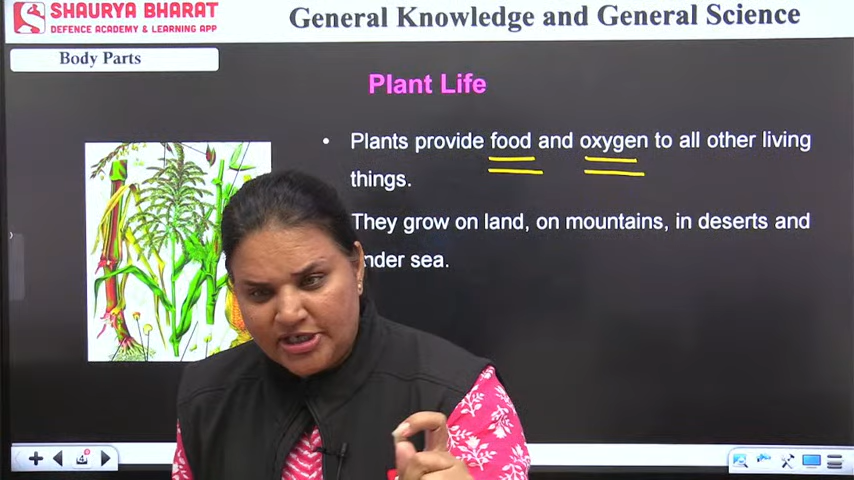 SHAURYA BHARAT
DEFENCE ACADEMY & LEARNING APP
General Knowledge and General Science
Body Parts
Plant Life
• Plants provide food and oxygen to all other living
things.
They grow on land, on mountains, in deserts and
nder sea.